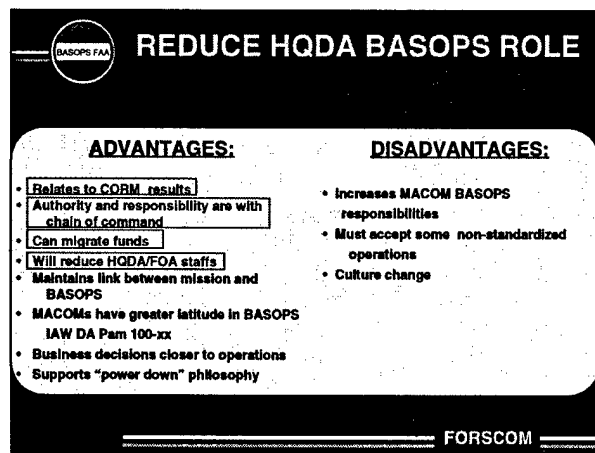 BASOPS FAA
REDUCE HQDA BASOPS ROLE
ADVANTAGES:
• Relates to CORM results
• Authority and responsibility are with
chain of command
• Can migrate funds
• Will reduce HQDA/FOA staffs
• Maintains link between mission and
BASOPS
• MACOMs have greater latitude in BASOPS
IAW DA Pam 100-xx
• Business decisions closer to operations
• Supports "power down" philosophy
DISADVANTAGES:
• Increases MACOM BASOPS
responsibilities
• Must accept some non-standardized
operations
• Culture change
FORSCOM